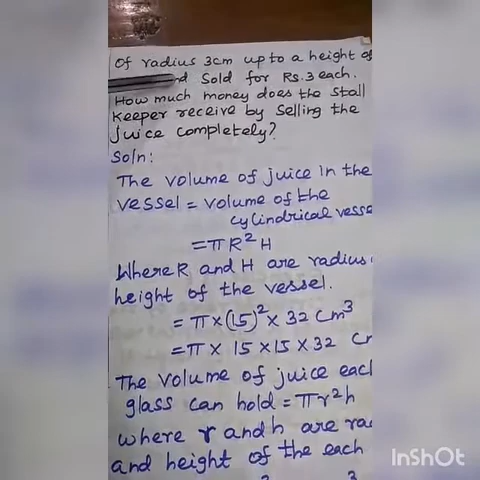 Of radius 3cm up to a height of
Sold for Rs.3 each.
How much money does the stall
Keeper receive by selling the
juice completely?
Soln:
The volume of juice in the
vessel = volume of the
cylindrical vesse
= πR²H
Where R and H are radius
height of the vessel.
= π × (15)² × 32 cm³
= π × 15 × 15 × 32 c
The volume of juice eac
glass can hold = πr²h
where r and h are ra
and height of the each
InShOt